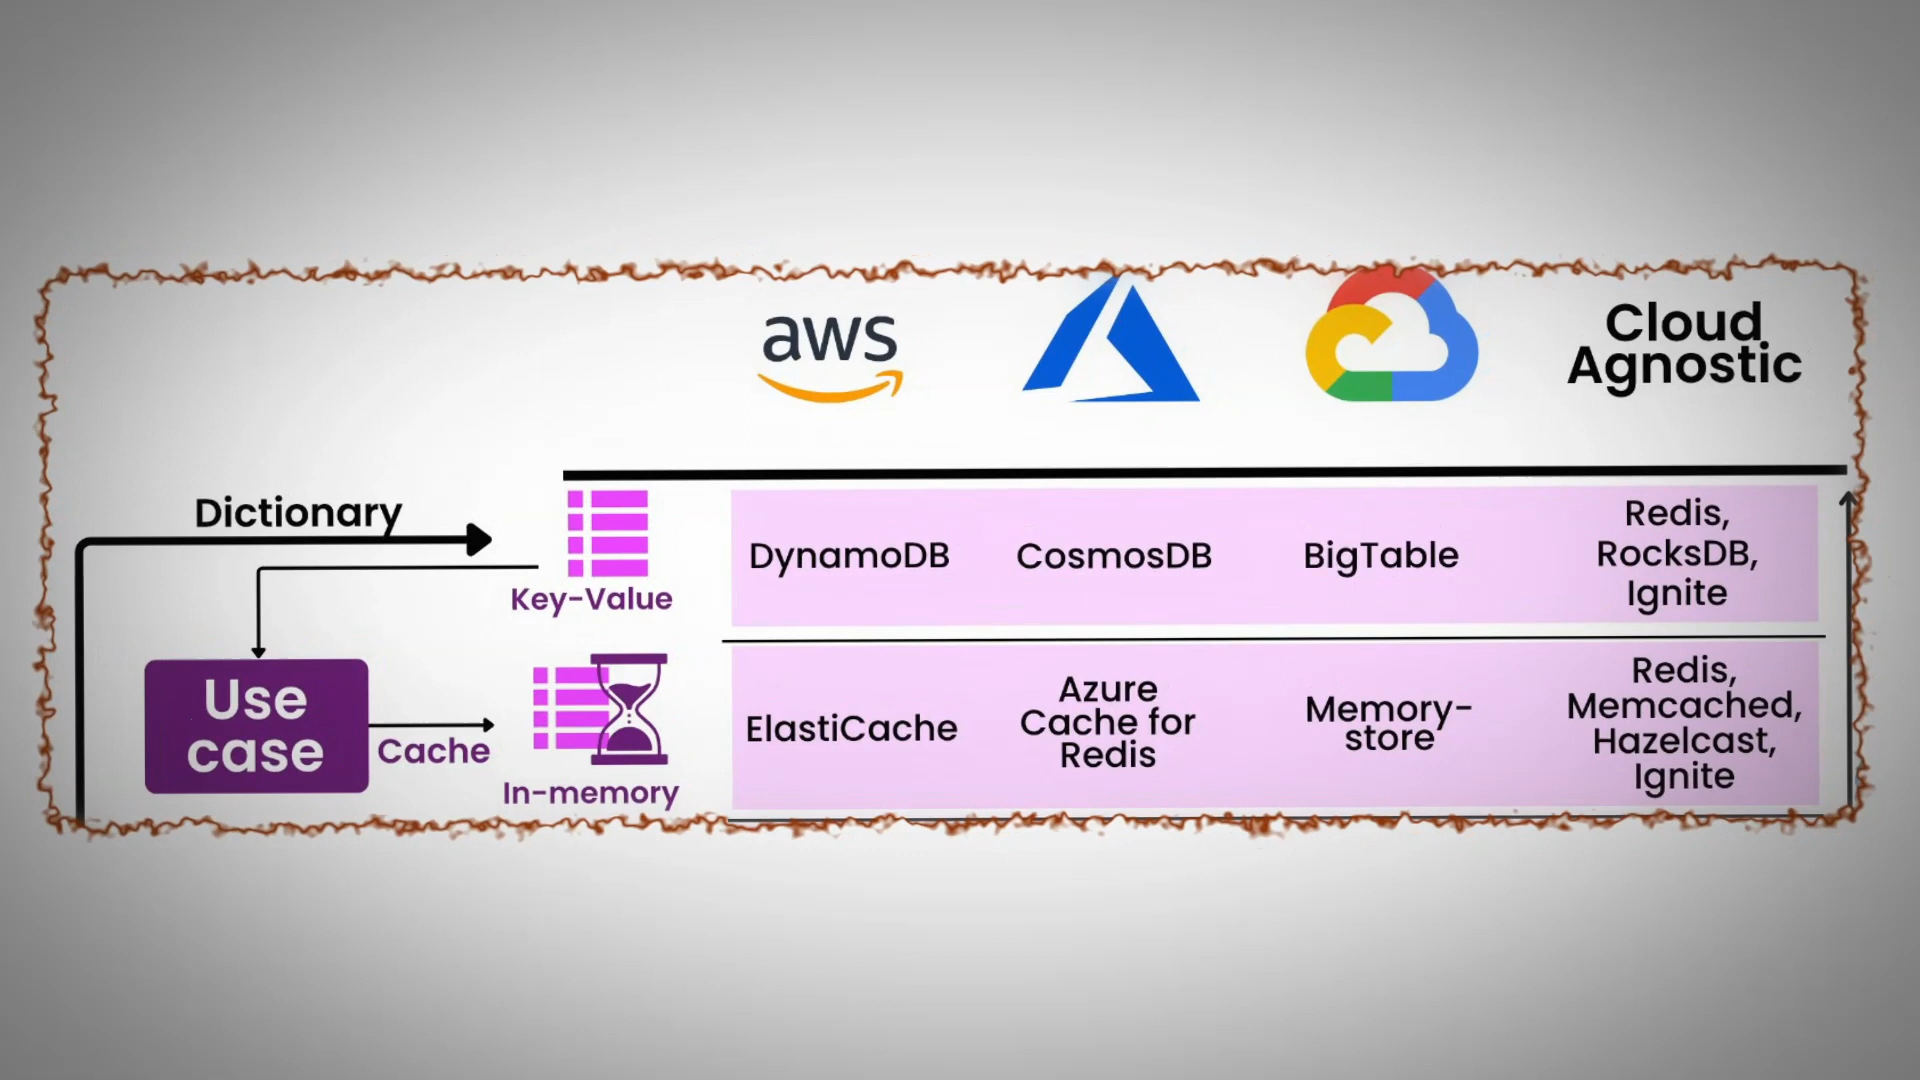 aws
Cloud
Agnostic
Dictionary
Key-Value
DynamoDB
CosmosDB
BigTable
Redis,
RocksDB,
Ignite
Use
case
Cache
In-memory
ElastiCache
Azure
Cache for
Redis
Memory-
store
Redis,
Memcached,
Hazelcast,
Ignite